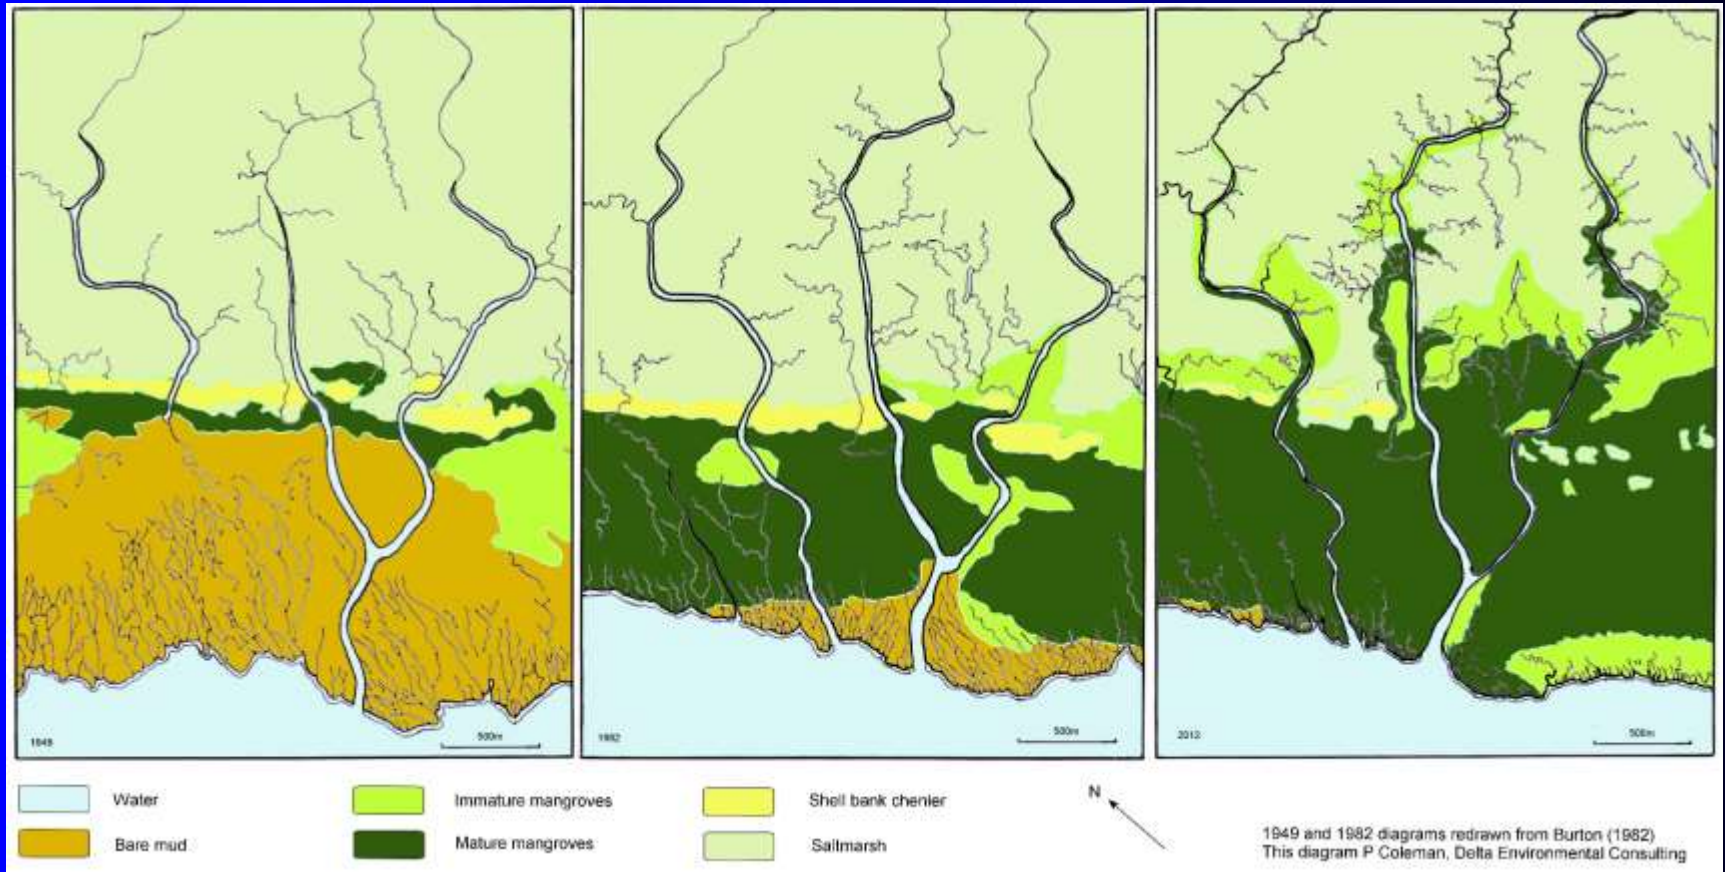 1949
500m
1982
500m
2013
500m
Water
Bare mud
Immature mangroves
Mature mangroves
Shell bank chenier
Saltmarsh
N
1949 and 1982 diagrams redrawn from Burton (1982)
This diagram P Coleman, Delta Environmental Consulting